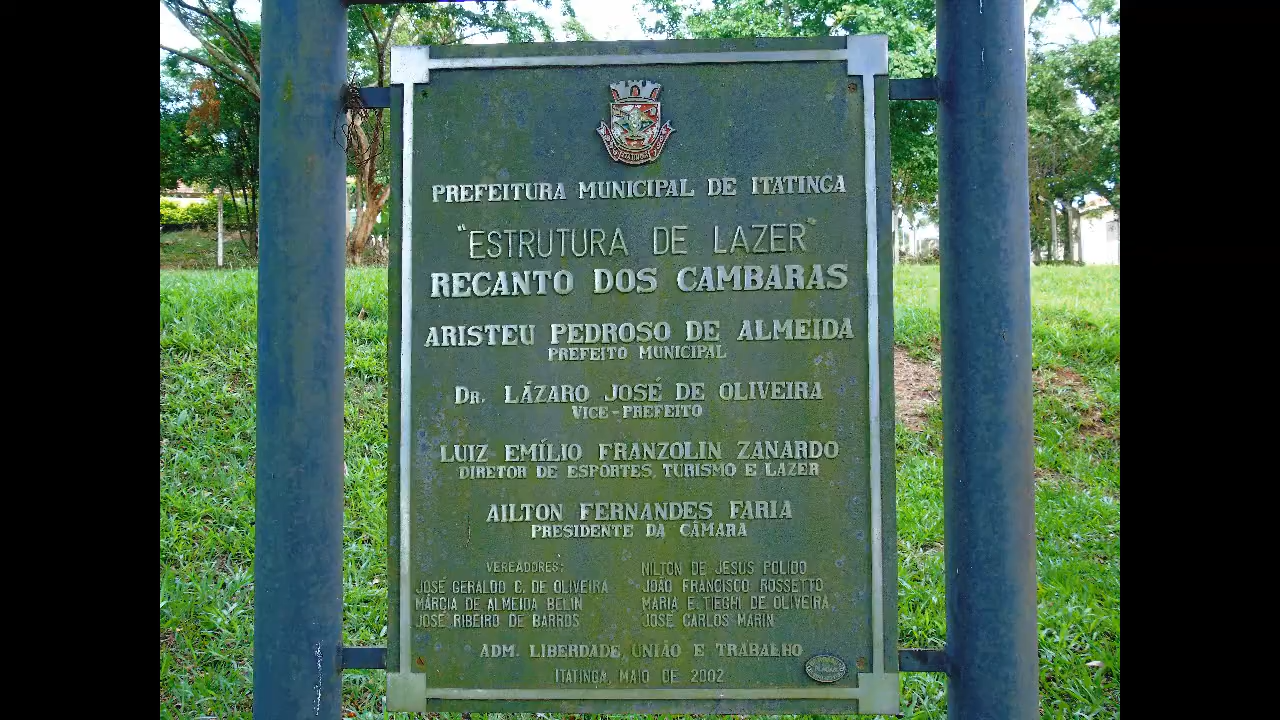 PREFEITURA MUNICIPAL DE ITATINGA
"ESTRUTURA DE LAZER"
RECANTO DOS CAMBARAS
ARISTEU PEDROSO DE ALMEIDA
PREFEITO MUNICIPAL
DR. LÁZARO JOSÉ DE OLIVEIRA
VICE-PREFEITO
LUIZ EMÍLIO FRANZOLIN ZANARDO
DIRETOR DE ESPORTES, TURISMO E LAZER
AILTON FERNANDES FARIA
PRESIDENTE DA CÂMARA
VEREADORES:
JOSÉ GERALDO C. DE OLIVEIRA
MÁRCIA DE ALMEIDA BELIN
JOSÉ RIBEIRO DE BARROS
NILTON DE JESUS POLIDO
JOÃO FRANCISCO ROSSETTO
MARIA E. TIEGHI DE OLIVEIRA
JOSÉ CARLOS MARIN
ADM. LIBERDADE, UNIÃO E TRABALHO
ITATINGA, MAIO DE 2002